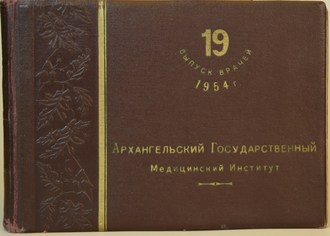 19
ВЫПУСК ВРАЧЕЙ
1954 г.
АРХАНГЕЛЬСКИЙ ГОСУДАРСТВЕННЫЙ
МЕДИЦИНСКИЙ ИНСТИТУТ